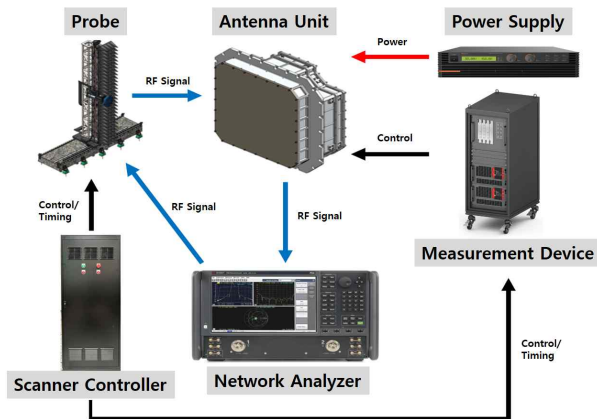 Probe
Antenna Unit
Power Supply
Power
RF Signal
Control
Control/
Timing
RF Signal
RF Signal
Measurement Device
Control/
Timing
Scanner Controller
Network Analyzer